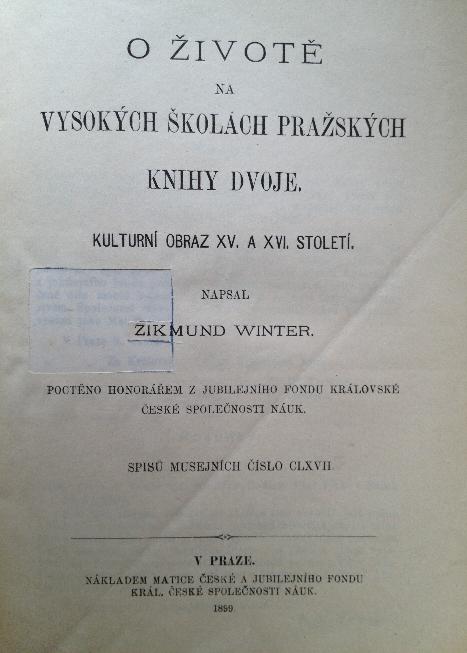 O ŽIVOTĚ
NA
VYSOKÝCH ŠKOLÁCH PRAŽSKÝCH
KNIHY DVOJE.
KULTURNÍ OBRAZ XV. A XVI. STOLETÍ.
NAPSAL
ZIKMUND WINTER.
POCTĚNO HONORÁŘEM Z JUBILEJNÍHO FONDU KRÁLOVSKÉ
ČESKÉ SPOLEČNOSTI NÁUK.
SPISŮ MUSEJNÍCH ČÍSLO CLXVII.
V PRAZE.
NÁKLADEM MATICE ČESKÉ A JUBILEJNÍHO FONDU
KRÁL. ČESKÉ SPOLEČNOSTI NÁUK.
1899